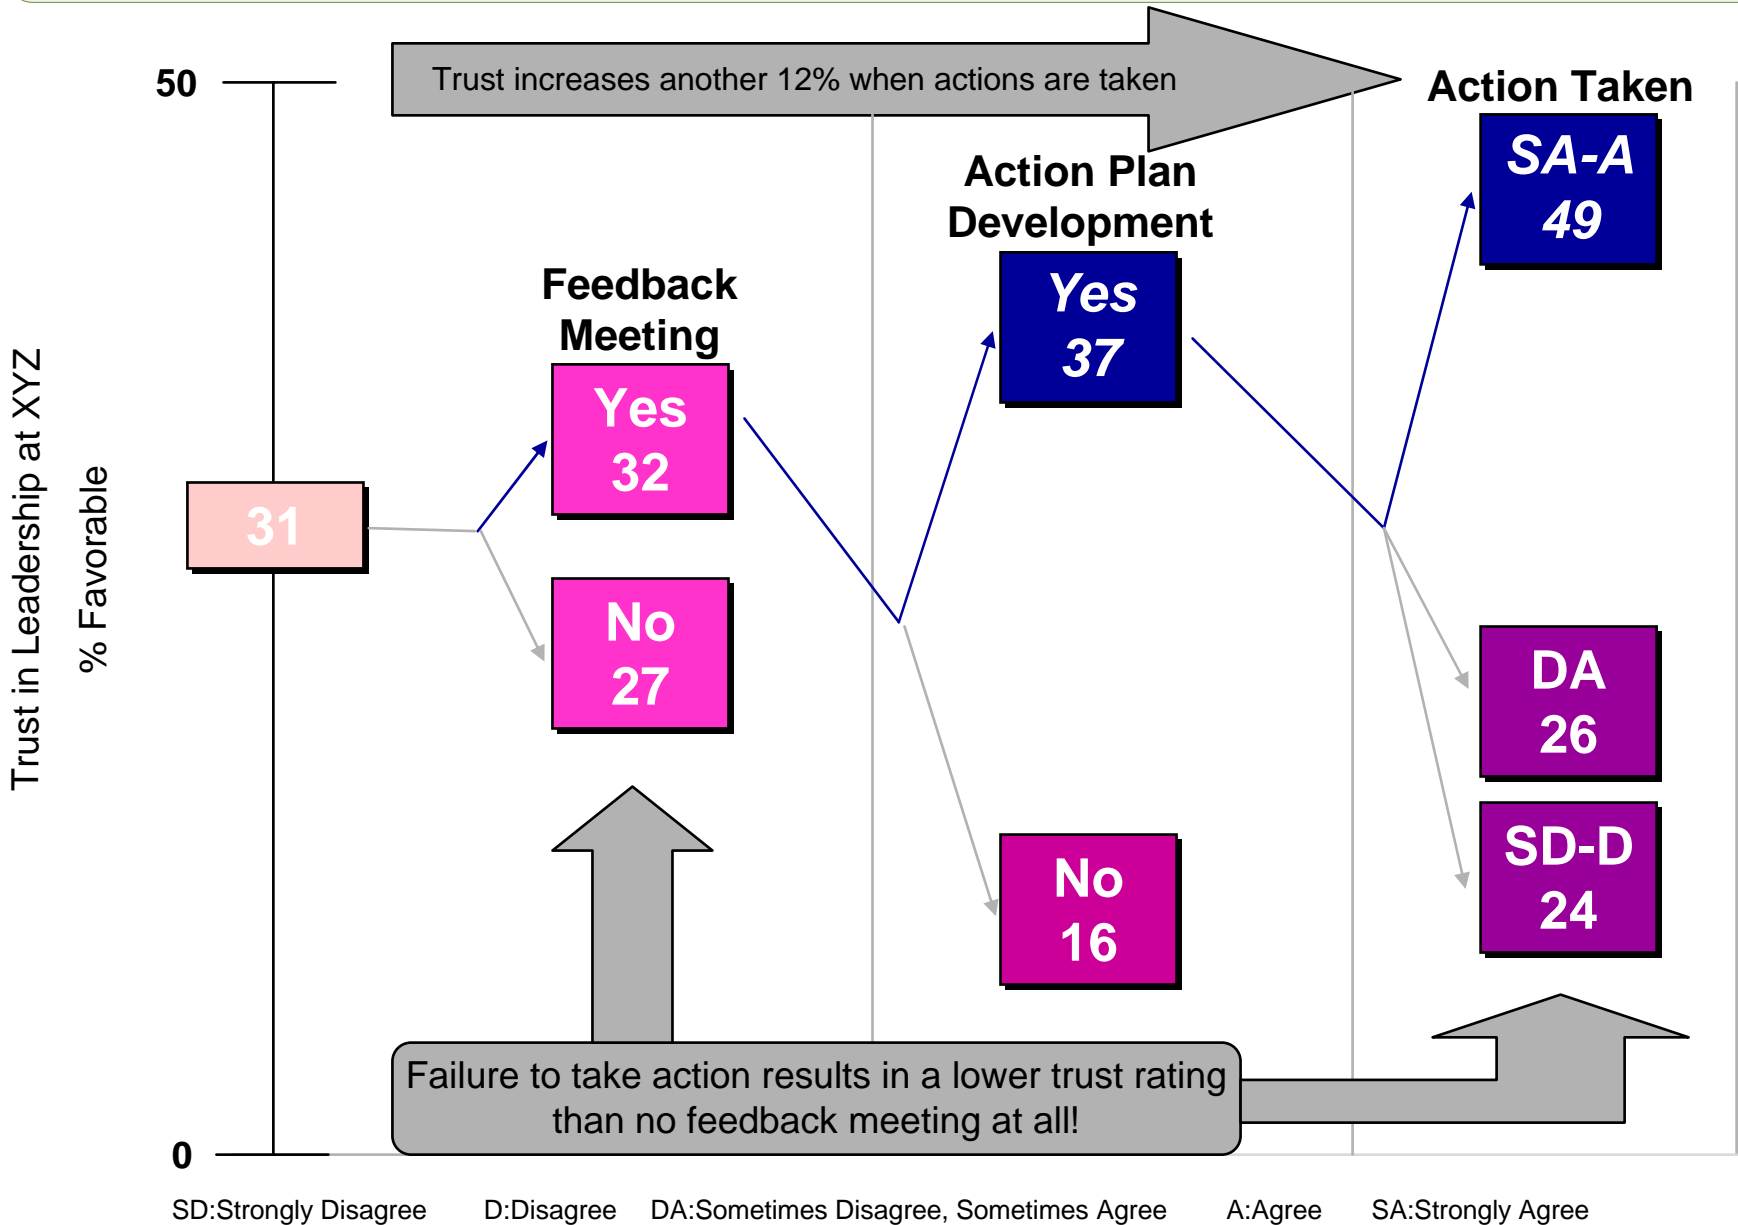 Trust increases another 12% when actions are taken
50
Action Taken
SA-A
49
Action Plan
Development
Yes
37
Feedback
Meeting
Yes
32
Trust in Leadership at XYZ
% Favorable
31
No
27
DA
26
SD-D
24
No
16
Failure to take action results in a lower trust rating
than no feedback meeting at all!
0
SD:Strongly Disagree D:Disagree DA:Sometimes Disagree, Sometimes Agree A:Agree SA:Strongly Agree